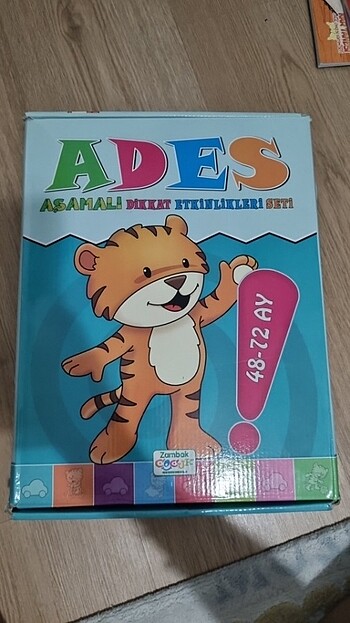 ADES
AŞAMALI DİKKAT ETKİNLİKLERİ SETİ
48-72 AY
Zambak
çocuk